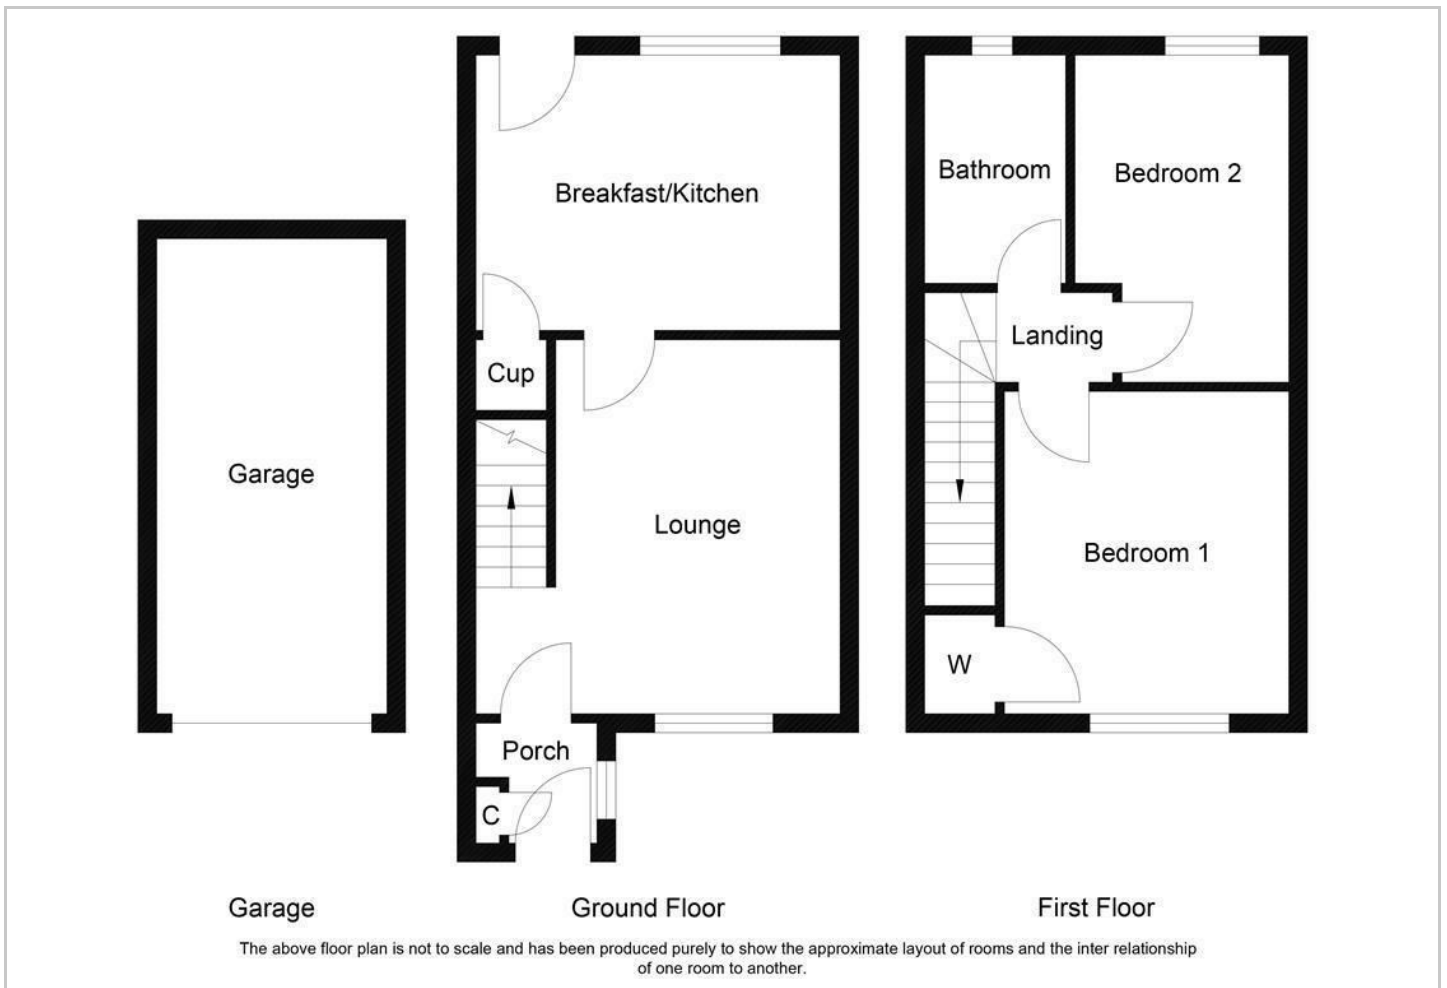 Bathroom
Bedroom 2
Breakfast/Kitchen
Landing
Cup
Garage
Lounge
Bedroom 1
W
Porch
C
Garage
Ground Floor
First Floor
The above floor plan is not to scale and has been produced purely to show the approximate layout of rooms and the inter relationship
of one room to another.